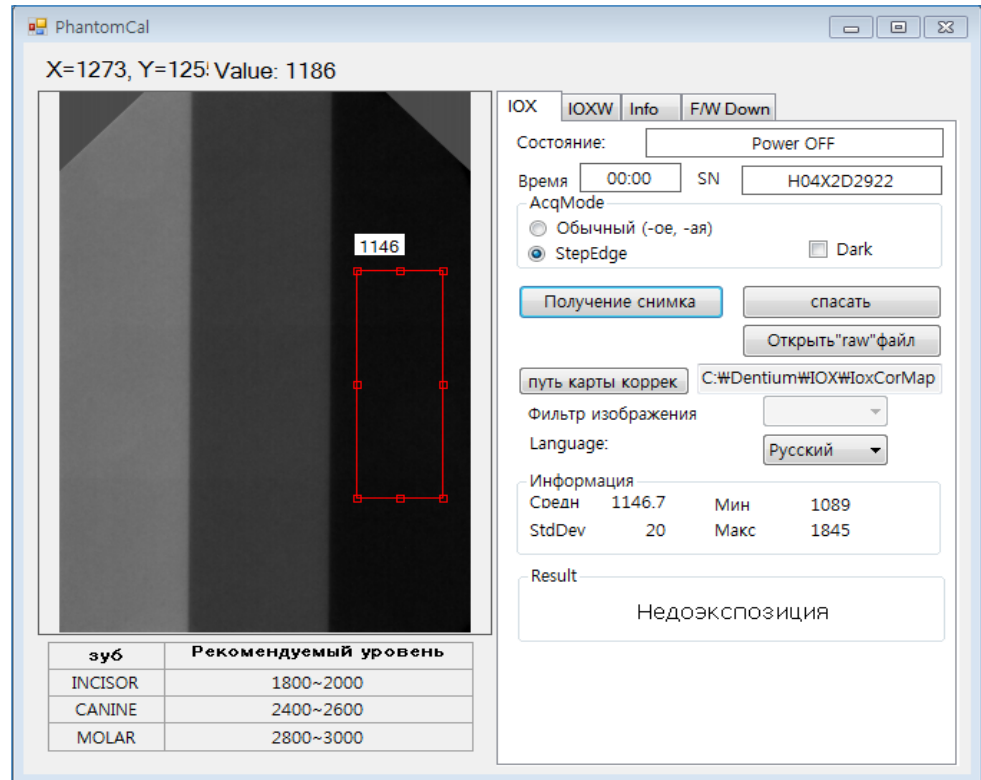 PhantomCal
X=1273, Y=125 Value: 1186
1146
зуб Рекомендуемый уровень
INCISOR 1800~2000
CANINE 2400~2600
MOLAR 2800~3000
IOX IOXW Info F/W Down
Состояние: Power OFF
Время 00:00 SN H04X2D2922
AcqMode
Обычный (-ое, -ая)
StepEdge Dark
Получение снимка спасать
Открыть"raw"файл
путь карты коррек C:₩Dentium₩IOX₩IoxCorMap
Фильтр изображения
Language: Русский
Информация
Средн 1146.7 Мин 1089
StdDev 20 Макс 1845
Result
Недоэкспозиция